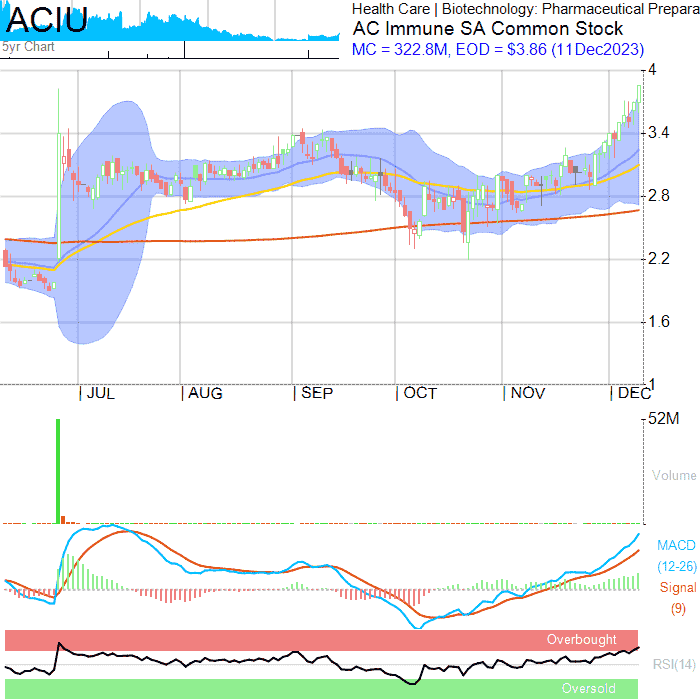 ACIU
5yr Chart
Health Care | Biotechnology: Pharmaceutical Prepara
AC Immune SA Common Stock
MC = 322.8M, EOD = $3.86 (11Dec2023)
4
3.4
2.8
2.2
1.6
1
| JUL | AUG | SEP | OCT | NOV | DEC
52M
Volume
MACD
(12-26)
Signal
(9)
Overbought
RSI(14)
Oversold